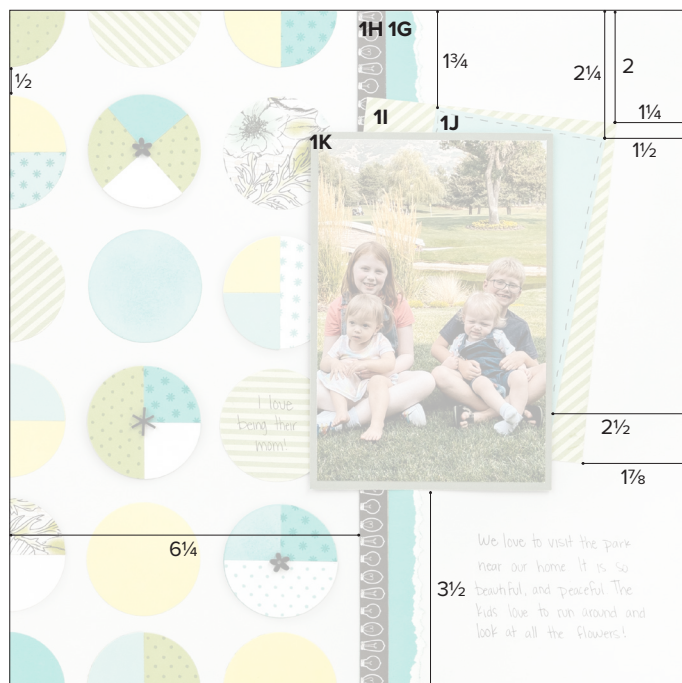 1H 1G
1¾
2¼
2
½
1¼
1I
1J
1½
1K
I love
being their
mom!
2½
1⅞
6¼
3½
We love to visit the park
near our home It is so
beautiful, and peaceful The
kids love to run around and
look at all the flowers!